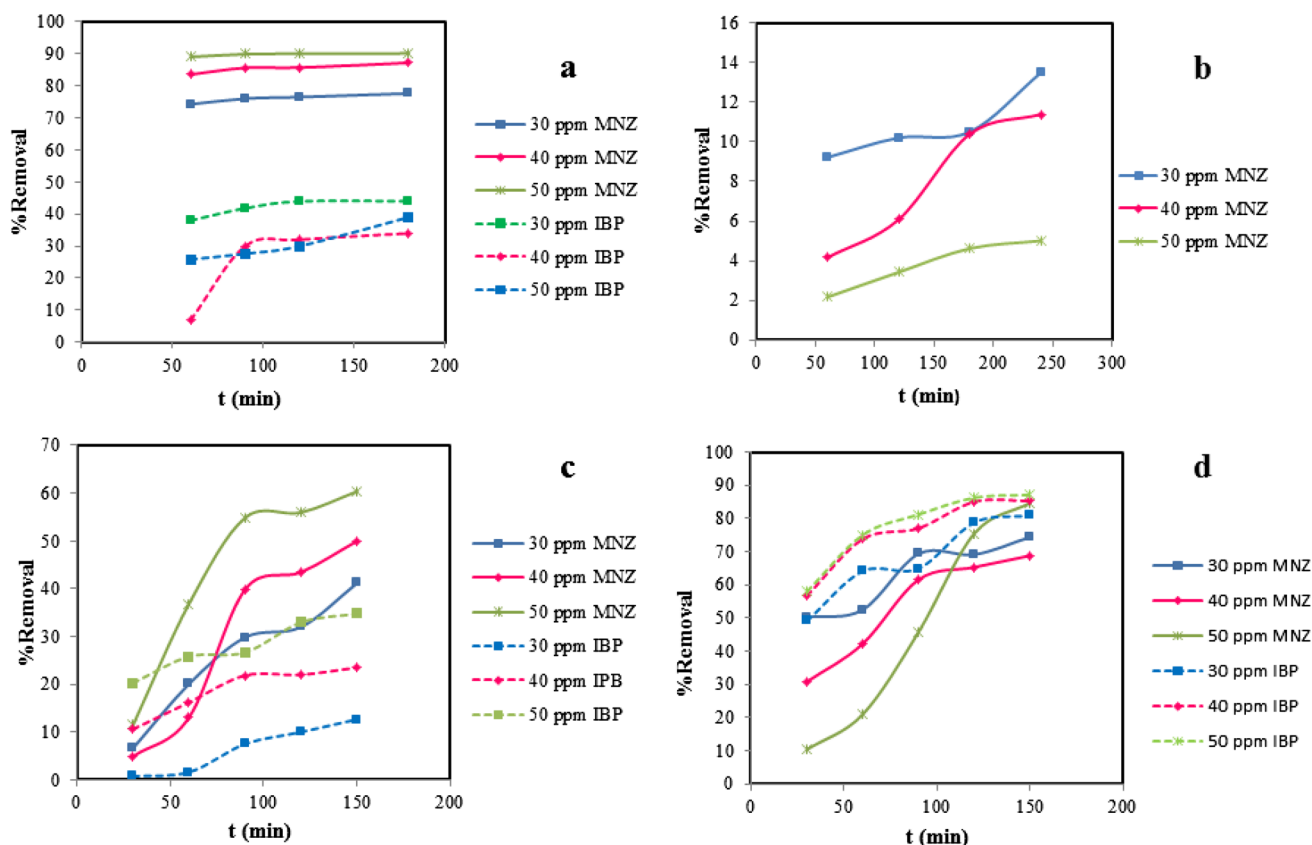 a
%Removal
100
90
80
70
60
50
40
30
20
10
0
0 50 100 150 200
t (min)
30 ppm MNZ
40 ppm MNZ
50 ppm MNZ
30 ppm IBP
40 ppm IBP
50 ppm IBP
b
%Removal
16
14
12
10
8
6
4
2
0
0 50 100 150 200 250 300
t (min)
30 ppm MNZ
40 ppm MNZ
50 ppm MNZ
c
%Removal
70
60
50
40
30
20
10
0
0 50 100 150 200
t (min)
30 ppm MNZ
40 ppm MNZ
50 ppm MNZ
30 ppm IBP
40 ppm IPB
50 ppm IBP
d
%Removal
100
90
80
70
60
50
40
30
20
10
0
0 50 100 150 200
t (min)
30 ppm MNZ
40 ppm MNZ
50 ppm MNZ
30 ppm IBP
40 ppm IBP
50 ppm IBP